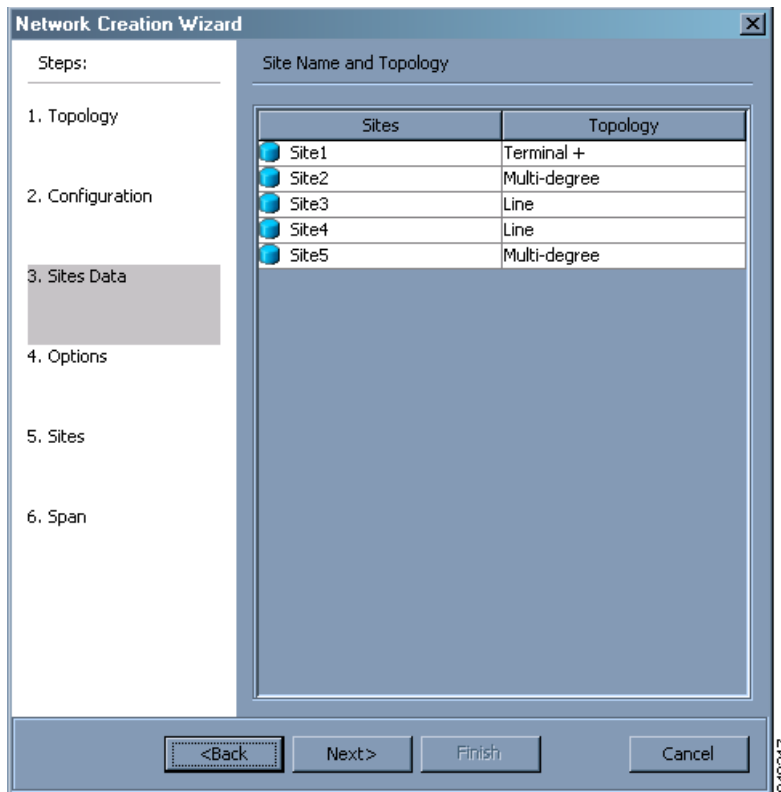 Network Creation Wizard
Steps:
Site Name and Topology
1. Topology
2. Configuration
3. Sites Data
4. Options
5. Sites
6. Span
Sites Topology
Site1 Terminal +
Site2 Multi-degree
Site3 Line
Site4 Line
Site5 Multi-degree
<Back Next> Finish Cancel